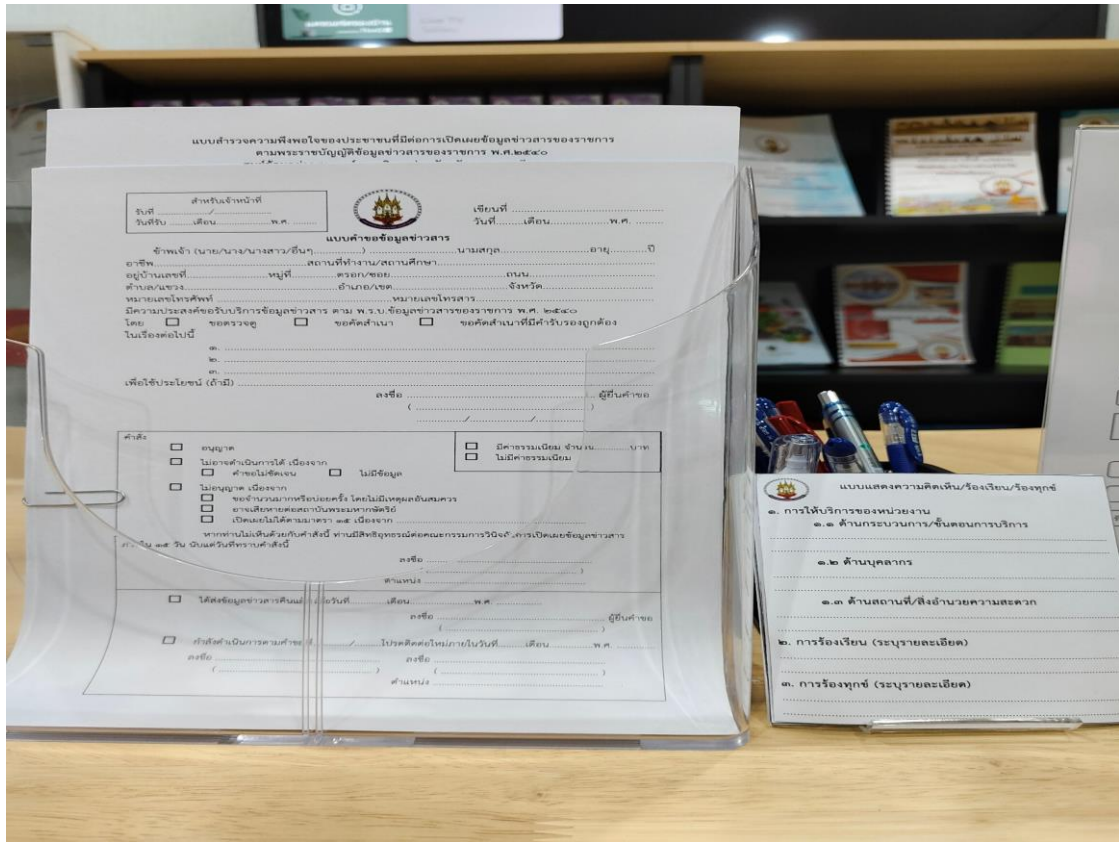 แบบสำรวจความพึงพอใจของประชาชนที่มีต่อการเปิดเผยข้อมูลข่าวสารของราชการ
ตามพระราชบัญญัติข้อมูลข่าวสารของราชการ พ.ศ.๒๕๔๐
สำหรับเจ้าหน้าที่
รับที่ ............./.............
วันที่รับ ........เดือน.............พ.ศ. ........
เขียนที่ ........................
วันที่........เดือน.............พ.ศ. ........
แบบคำขอข้อมูลข่าวสาร
ข้าพเจ้า (นาย/นาง/นางสาว/อื่นๆ.............) ........................นามสกุล........................อายุ........ปี
อาชีพ........................สถานที่ทำงาน/สถานศึกษา........................
อยู่บ้านเลขที่................หมู่ที่............ตรอก/ซอย................ถนน................
ตำบล/แขวง................อำเภอ/เขต................จังหวัด................
หมายเลขโทรศัพท์ ........................หมายเลขโทรสาร........................
มีความประสงค์ขอรับบริการข้อมูลข่าวสาร ตาม พ.ร.บ.ข้อมูลข่าวสารของราชการ พ.ศ. ๒๕๔๐
โดย ☐ ขอตรวจดู ☐ ขอคัดสำเนา ☐ ขอคัดสำเนาที่มีคำรับรองถูกต้อง
ในเรื่องต่อไปนี้
๑. ........................
๒. ........................
๓. ........................
เพื่อใช้ประโยชน์ (ถ้ามี) ........................
ลงชื่อ ........................ ผู้ยื่นคำขอ
( ........................ )
............/............/............
คำสั่ง
☐ อนุญาต
☐ มีค่าธรรมเนียม จำนวน............บาท
☐ ไม่มีค่าธรรมเนียม
☐ ไม่อาจดำเนินการได้ เนื่องจาก
☐ คำขอไม่ชัดเจน ☐ ไม่มีข้อมูล
☐ ไม่อนุญาต เนื่องจาก
☐ ขอจำนวนมากหรือบ่อยครั้ง โดยไม่มีเหตุผลอันสมควร
☐ อาจเสียหายต่อสถาบันพระมหากษัตริย์
☐ เปิดเผยไม่ได้ตามมาตรา ๑๕ เนื่องจาก ........................
หากท่านไม่เห็นด้วยกับคำสั่งนี้ ท่านมีสิทธิอุทธรณ์ต่อคณะกรรมการวินิจฉัยการเปิดเผยข้อมูลข่าวสาร
ภายใน ๑๕ วัน นับแต่วันที่ทราบคำสั่งนี้
ลงชื่อ ........................
ตำแหน่ง ........................
☐ ได้ส่งข้อมูลข่าวสารคืนแล้วเมื่อวันที่........เดือน............พ.ศ. ............
ลงชื่อ ........................ ผู้ยื่นคำขอ
( ........................ )
☐ กำลังดำเนินการตามคำขอที่ ......../........โปรดติดต่อใหม่ภายในวันที่........เดือน............พ.ศ. ........
ลงชื่อ ........................ ลงชื่อ ........................
( ........................ ) ( ........................ )
ตำแหน่ง ........................
แบบแสดงความคิดเห็น/ร้องเรียน/ร้องทุกข์
๑. การให้บริการของหน่วยงาน
๑.๑ ด้านกระบวนการ/ขั้นตอนการบริการ
๑.๒ ด้านบุคลากร
๑.๓ ด้านสถานที่/สิ่งอำนวยความสะดวก
๒. การร้องเรียน (ระบุรายละเอียด)
๓. การร้องทุกข์ (ระบุรายละเอียด)